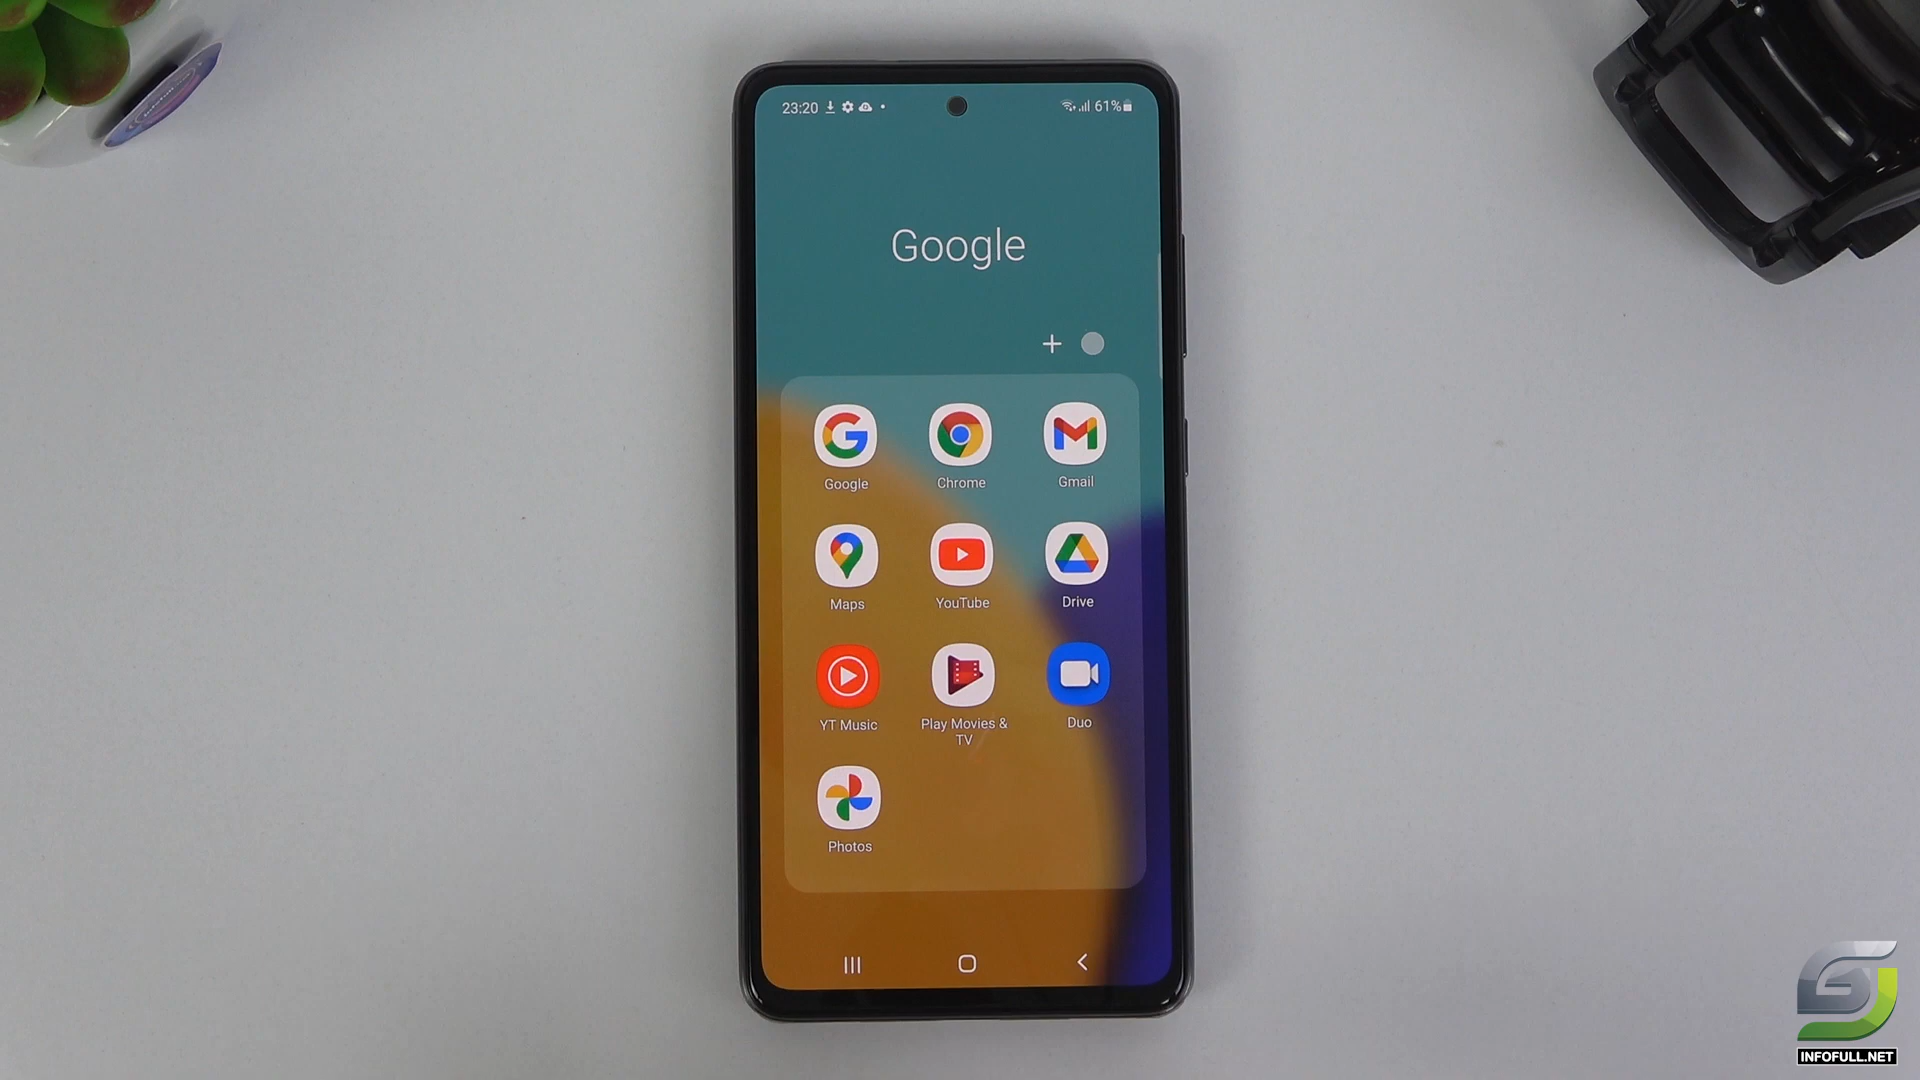 23:20
61%
Google
Google
Chrome
Gmail
Maps
YouTube
Drive
YT Music
Play Movies &
TV
Duo
Photos
INFOFULL.NET